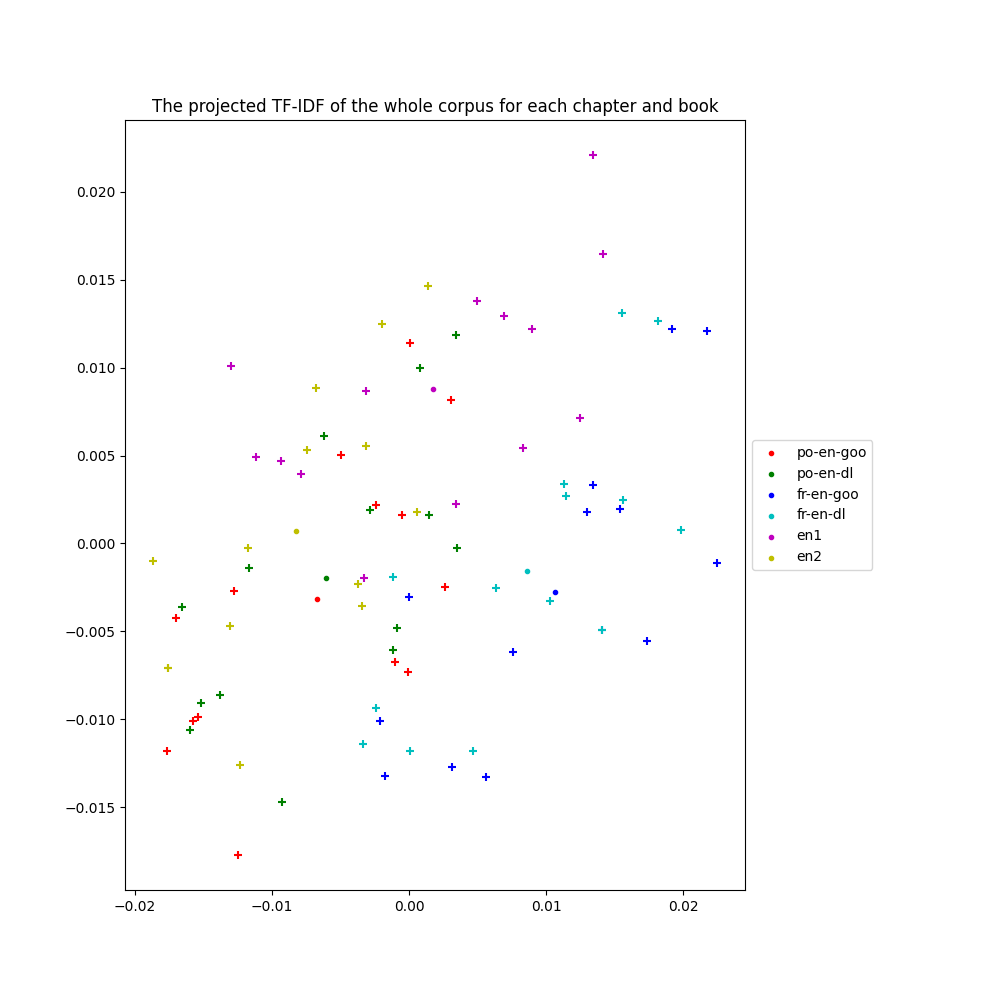 The projected TF-IDF of the whole corpus for each chapter and book
0.020
0.015
0.010
0.005
0.000
−0.005
−0.010
−0.015
−0.02
−0.01
0.00
0.01
0.02
po-en-goo
po-en-dl
fr-en-goo
fr-en-dl
en1
en2